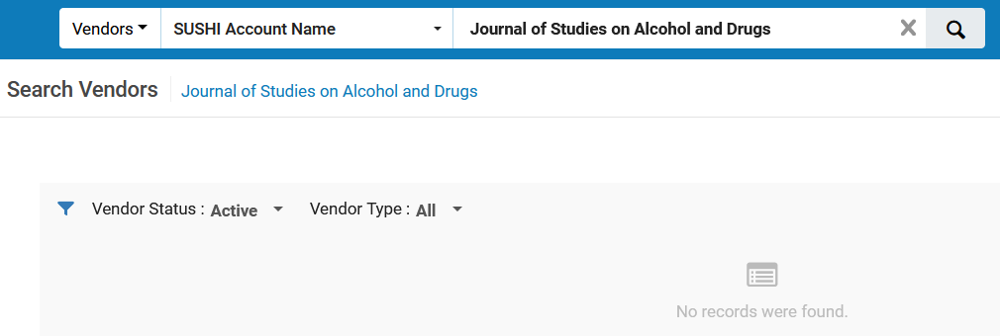 Vendors SUSHI Account Name Journal of Studies on Alcohol and Drugs
Search Vendors Journal of Studies on Alcohol and Drugs
Vendor Status : Active Vendor Type : All
No records were found.